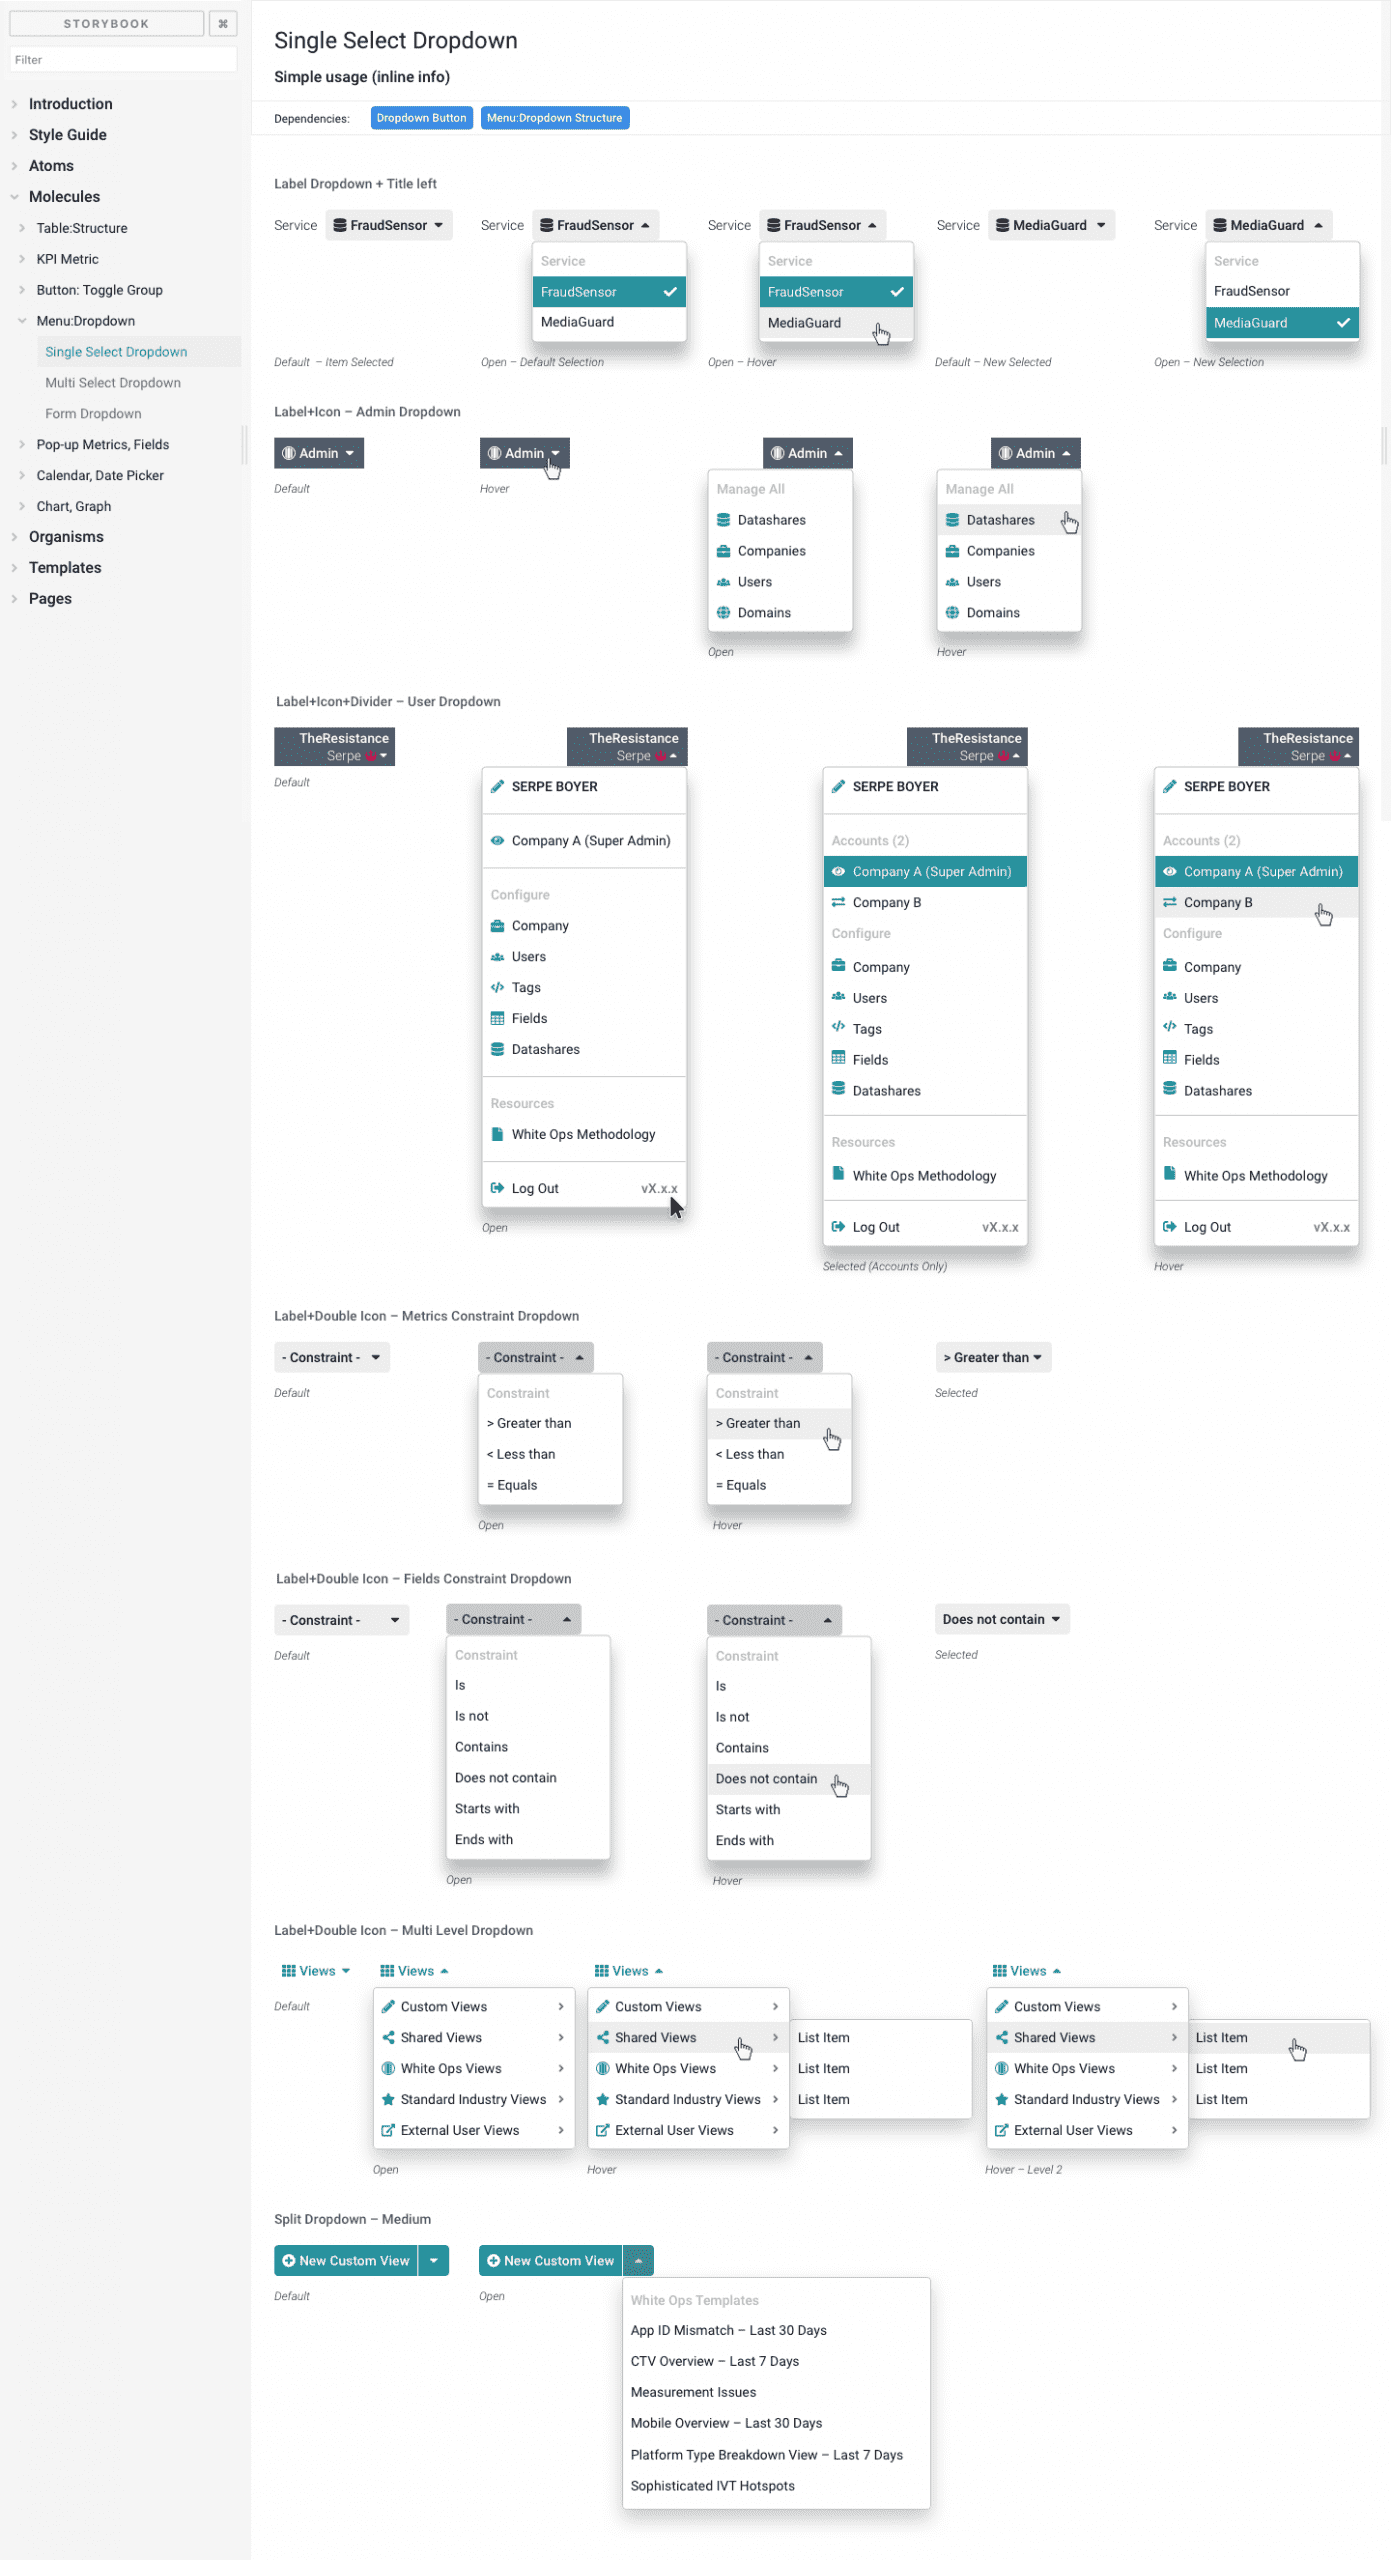 STORYBOOK ⌘
Filter
Introduction
Style Guide
Atoms
Molecules
Table:Structure
KPI Metric
Button: Toggle Group
Menu:Dropdown
Single Select Dropdown
Multi Select Dropdown
Form Dropdown
Pop-up Metrics, Fields
Calendar, Date Picker
Chart, Graph
Organisms
Templates
Pages
Single Select Dropdown
Simple usage (inline info)
Dependencies: Dropdown Button Menu:Dropdown Structure
Label Dropdown + Title left
Service FraudSensor
Default – Item Selected
Service FraudSensor
Service
FraudSensor
MediaGuard
Open – Default Selection
Service FraudSensor
Service
FraudSensor
MediaGuard
Open – Hover
Service MediaGuard
Default – New Selected
Service MediaGuard
Service
FraudSensor
MediaGuard
Open – New Selection
Label+Icon – Admin Dropdown
Admin
Default
Admin
Hover
Admin
Manage All
Datashares
Companies
Users
Domains
Open
Admin
Manage All
Datashares
Companies
Users
Domains
Hover
Label+Icon+Divider – User Dropdown
TheResistance
Serpe
Default
TheResistance
Serpe
SERPE BOYER
Company A (Super Admin)
Configure
Company
Users
Tags
Fields
Datashares
Resources
White Ops Methodology
Log Out vX.x.x
Open
TheResistance
Serpe
SERPE BOYER
Accounts (2)
Company A (Super Admin)
Company B
Configure
Company
Users
Tags
Fields
Datashares
Resources
White Ops Methodology
Log Out vX.x.x
Selected (Accounts Only)
TheResistance
Serpe
SERPE BOYER
Accounts (2)
Company A (Super Admin)
Company B
Configure
Company
Users
Tags
Fields
Datashares
Resources
White Ops Methodology
Log Out vX.x.x
Hover
Label+Double Icon – Metrics Constraint Dropdown
- Constraint -
Default
- Constraint -
Constraint
> Greater than
< Less than
= Equals
Open
- Constraint -
Constraint
> Greater than
< Less than
= Equals
Hover
> Greater than
Selected
Label+Double Icon – Fields Constraint Dropdown
- Constraint -
Default
- Constraint -
Constraint
Is
Is not
Contains
Does not contain
Starts with
Ends with
Open
- Constraint -
Constraint
Is
Is not
Contains
Does not contain
Starts with
Ends with
Hover
Does not contain
Selected
Label+Double Icon – Multi Level Dropdown
Views
Default
Views
Custom Views
Shared Views
White Ops Views
Standard Industry Views
External User Views
Open
Views
Custom Views
Shared Views
White Ops Views
Standard Industry Views
External User Views
List Item
List Item
List Item
Hover
Views
Custom Views
Shared Views
White Ops Views
Standard Industry Views
External User Views
List Item
List Item
List Item
Hover – Level 2
Split Dropdown – Medium
New Custom View
Default
New Custom View
Open
White Ops Templates
App ID Mismatch – Last 30 Days
CTV Overview – Last 7 Days
Measurement Issues
Mobile Overview – Last 30 Days
Platform Type Breakdown View – Last 7 Days
Sophisticated IVT Hotspots